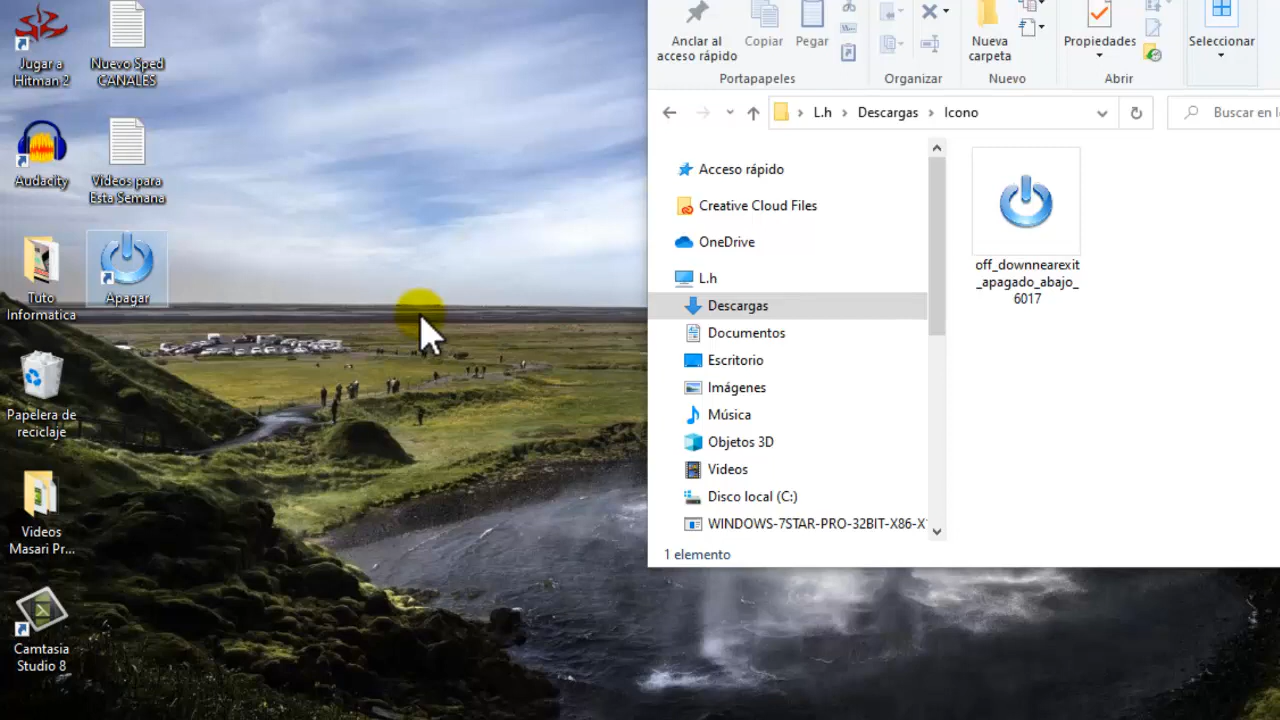 Jugar a
Hitman 2
Nuevo Sped
CANALES
Audacity
Videos para
Esta Semana
Tuto
Informatica
Apagar
Papelera de
reciclaje
Videos
Masari Pr...
Camtasia
Studio 8
Anclar al
acceso rápido
Copiar
Pegar
Portapapeles
Organizar
Nueva
carpeta
Nuevo
Propiedades
Abrir
Seleccionar
L.h > Descargas > Icono
Buscar en
Acceso rápido
Creative Cloud Files
OneDrive
L.h
Descargas
Documentos
Escritorio
Imágenes
Música
Objetos 3D
Videos
Disco local (C:)
WINDOWS-7STAR-PRO-32BIT-X86-X
off_downnearexit
_apagado_abajo_
6017
1 elemento